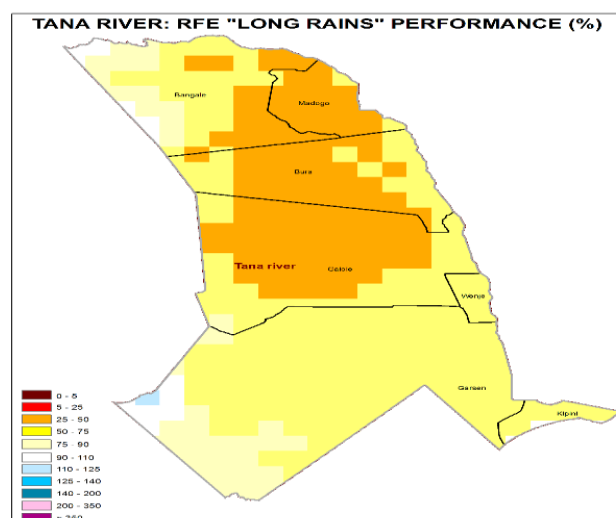 TANA RIVER: RFE "LONG RAINS" PERFORMANCE (%)
Bangale
Madogo
Bura
Tana river
Galole
Wenje
Garsen
Kipini
0 - 5
5 - 25
25 - 50
50 - 75
75 - 90
90 - 110
110 - 125
125 - 140
140 - 200
200 - 350
> 350